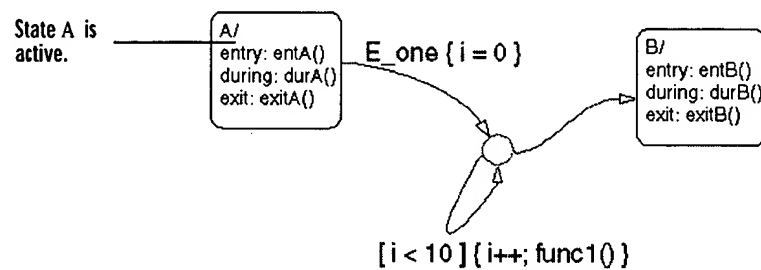 State A is
active.
A/
entry: entA()
during: durA()
exit: exitA()
E_one { i = 0 }
B/
entry: entB()
during: durB()
exit: exitB()
[ i < 10 ] { i++; func1() }